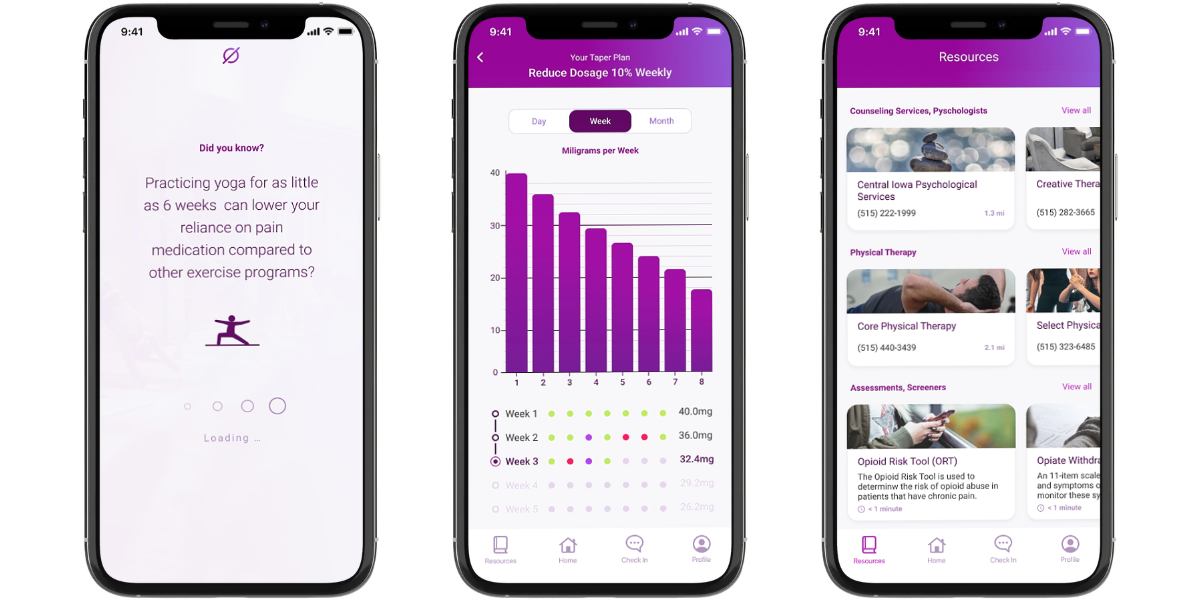 9:41
Did you know?
Practicing yoga for as little
as 6 weeks can lower your
reliance on pain
medication compared to
other exercise programs?
Loading ...
9:41
Your Taper Plan
Reduce Dosage 10% Weekly
Day Week Month
Miligrams per Week
40
30
20
10
0
1 2 3 4 5 6 7 8
Week 1 40.0mg
Week 2 36.0mg
Week 3 32.4mg
Week 4 29.2mg
Week 5 26.2mg
Resources Home Check In Profile
9:41
Resources
Counseling Services, Pyschologists View all
Central Iowa Psychological
Services
(515) 222-1999 1.3 mi
Creative Thera
(515) 282-3665
Physical Therapy View all
Core Physical Therapy
(515) 440-3439 2.1 mi
Select Physica
(515) 323-6485
Assessments, Screeners View all
Opioid Risk Tool (ORT)
The Opioid Risk Tool is used to
determinw the risk of opioid abuse in
patients that have chronic pain.
< 1 minute
Opiate Withdra
An 11-item scale
and symptoms o
monitor these sy
< 1 minute
Resources Home Check In Profile